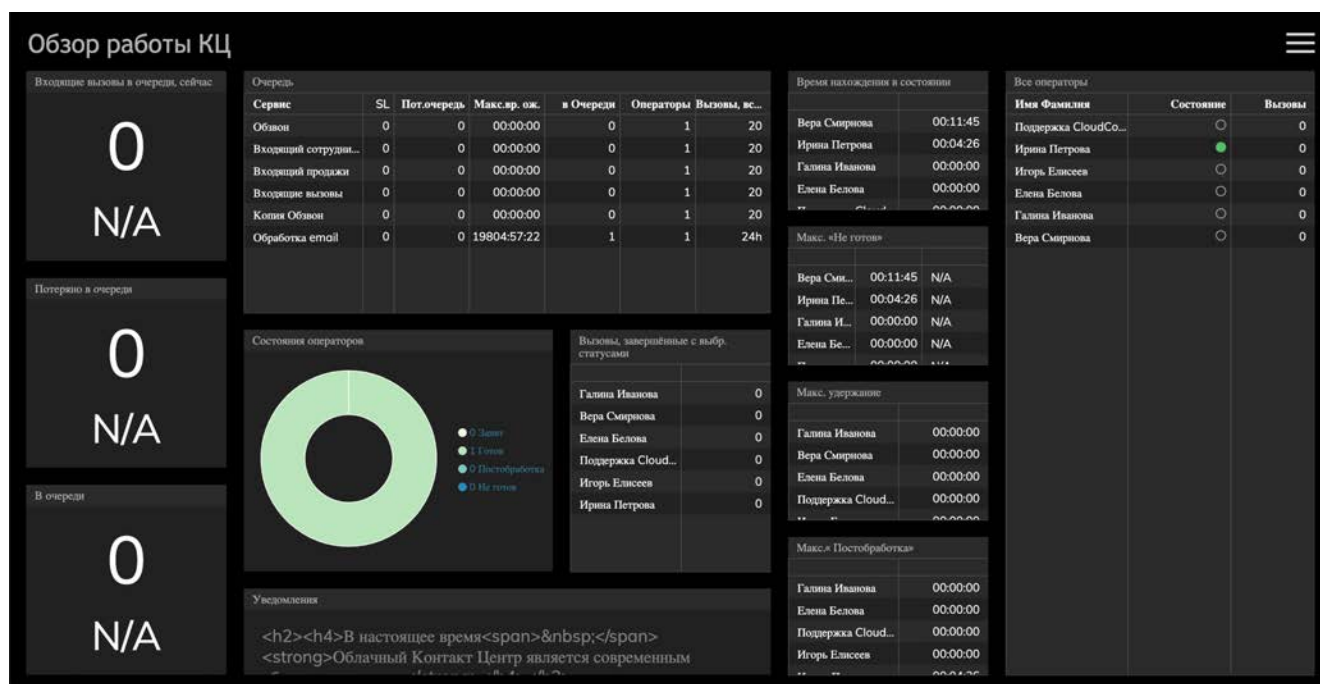 Обзор работы КЦ
Входящие вызовы в очереди, сейчас
0
N/A
Потеряно в очереди
0
N/A
В очереди
0
N/A
Очередь
Сервис SL Пот.очередь Макс.вр. ож. в Очереди Операторы Вызовы, вс...
Обзвон 0 0 00:00:00 0 1 20
Входящий сотрудни... 0 0 00:00:00 0 1 20
Входящий продажи 0 0 00:00:00 0 1 20
Входящие вызовы 0 0 00:00:00 0 1 20
Копия Обзвон 0 0 00:00:00 0 1 20
Обработка email 0 0 19804:57:22 1 1 24h
Состояния операторов
0 Занят
1 Готов
0 Постобработка
0 Не готов
Вызовы, завершённые с выбр.
статусами
Галина Иванова 0
Вера Смирнова 0
Елена Белова 0
Поддержка Cloud... 0
Игорь Елисеев 0
Ирина Петрова 0
Уведомления
<h2><h4>В настоящее время<span>&nbsp;</span>
<strong>Облачный Контакт Центр является современным
Время нахождения в состоянии
Вера Смирнова 00:11:45
Ирина Петрова 00:04:26
Галина Иванова 00:00:00
Елена Белова 00:00:00
Макс. «Не готов»
Вера Сми... 00:11:45 N/A
Ирина Пе... 00:04:26 N/A
Галина И... 00:00:00 N/A
Елена Бе... 00:00:00 N/A
Макс. удержание
Галина Иванова 00:00:00
Вера Смирнова 00:00:00
Елена Белова 00:00:00
Поддержка Cloud... 00:00:00
Макс.« Постобработка»
Галина Иванова 00:00:00
Елена Белова 00:00:00
Поддержка Cloud... 00:00:00
Игорь Елисеев 00:00:00
Все операторы
Имя Фамилия Состояние Вызовы
Поддержка CloudCo... 0
Ирина Петрова 0
Игорь Елисеев 0
Елена Белова 0
Галина Иванова 0
Вера Смирнова 0